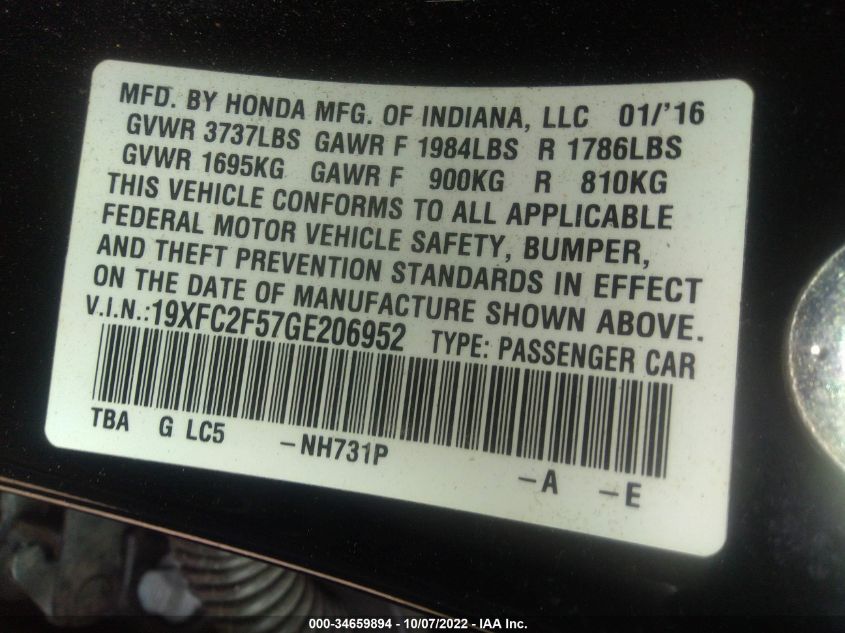 MFD. BY HONDA MFG. OF INDIANA, LLC 01/'16
GVWR 3737LBS GAWR F 1984LBS R 1786LBS
GVWR 1695KG GAWR F 900KG R 810KG
THIS VEHICLE CONFORMS TO ALL APPLICABLE
FEDERAL MOTOR VEHICLE SAFETY, BUMPER,
AND THEFT PREVENTION STANDARDS IN EFFECT
ON THE DATE OF MANUFACTURE SHOWN ABOVE.
V.I.N.:19XFC2F57GE206952 TYPE: PASSENGER CAR
TBA G LC5 -NH731P -A -E
000-34659894 - 10/07/2022 - IAA Inc.